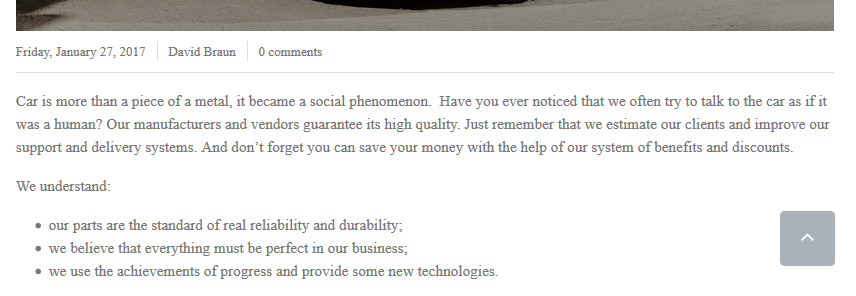 Friday, January 27, 2017 David Braun 0 comments
Car is more than a piece of a metal, it became a social phenomenon.  Have you ever noticed that we often try to talk to the car as if it
was a human? Our manufacturers and vendors guarantee its high quality. Just remember that we estimate our clients and improve our
support and delivery systems. And don’t forget you can save your money with the help of our system of benefits and discounts.
We understand:
• our parts are the standard of real reliability and durability;
• we believe that everything must be perfect in our business;
• we use the achievements of progress and provide some new technologies.